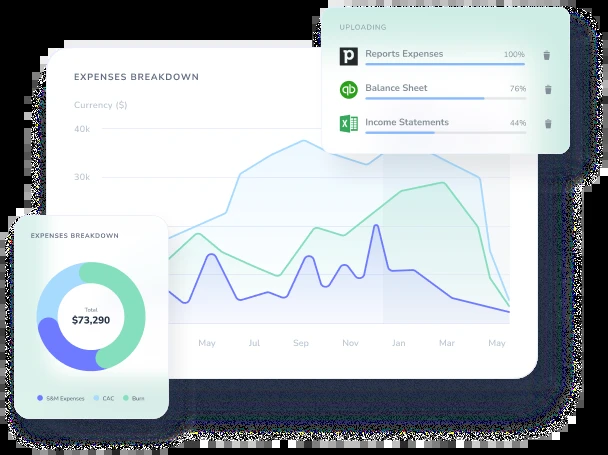 UPLOADING
Reports Expenses 100%
Balance Sheet 76%
Income Statements 44%
EXPENSES BREAKDOWN
Currency ($)
40k
30k
May Jul Sep Nov Jan Mar May
EXPENSES BREAKDOWN
Total
$73,290
S&M Expenses CAC Burn